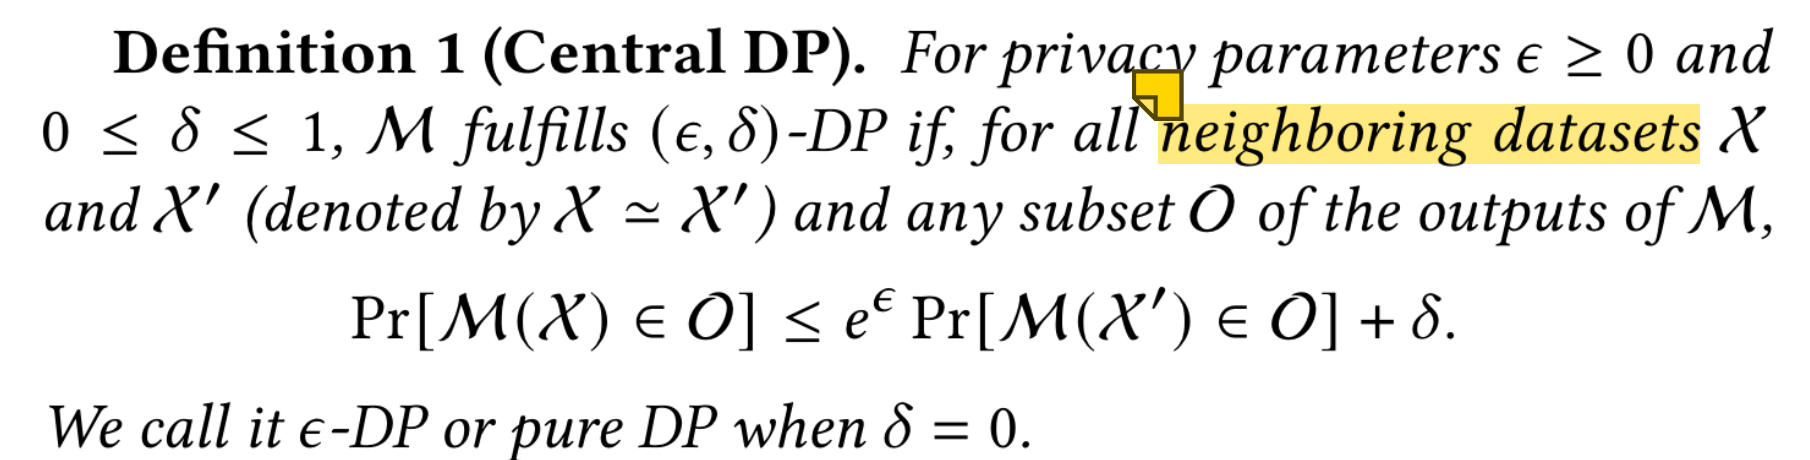 Definition 1 (Central DP). For privacy parameters ϵ ≥ 0 and
0 ≤ δ ≤ 1, ℳ fulfills (ϵ, δ)-DP if, for all neighboring datasets 𝒳
and 𝒳′ (denoted by 𝒳 ≃ 𝒳′) and any subset 𝒪 of the outputs of ℳ,
Pr[ℳ(𝒳) ∈ 𝒪] ≤ e^ϵ Pr[ℳ(𝒳′) ∈ 𝒪] + δ.
We call it ϵ-DP or pure DP when δ = 0.